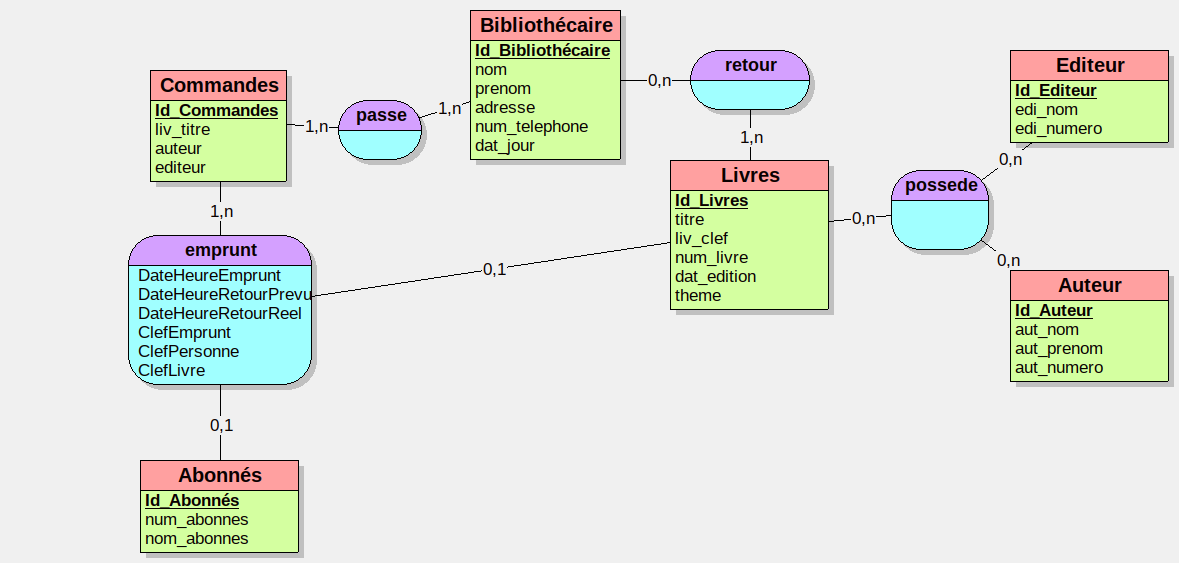 Bibliothécaire
Id_Bibliothécaire
nom
prenom
adresse
num_telephone
dat_jour
0,n
retour
1,n
Commandes
Id_Commandes
liv_titre
auteur
editeur
1,n
passe
1,n
Editeur
Id_Editeur
edi_nom
edi_numero
0,n
Livres
Id_Livres
titre
liv_clef
num_livre
dat_edition
theme
0,n
possede
0,n
1,n
emprunt
DateHeureEmprunt
DateHeureRetourPrevu
DateHeureRetourReel
ClefEmprunt
ClefPersonne
ClefLivre
0,1
Auteur
Id_Auteur
aut_nom
aut_prenom
aut_numero
0,1
Abonnés
Id_Abonnés
num_abonnes
nom_abonnes